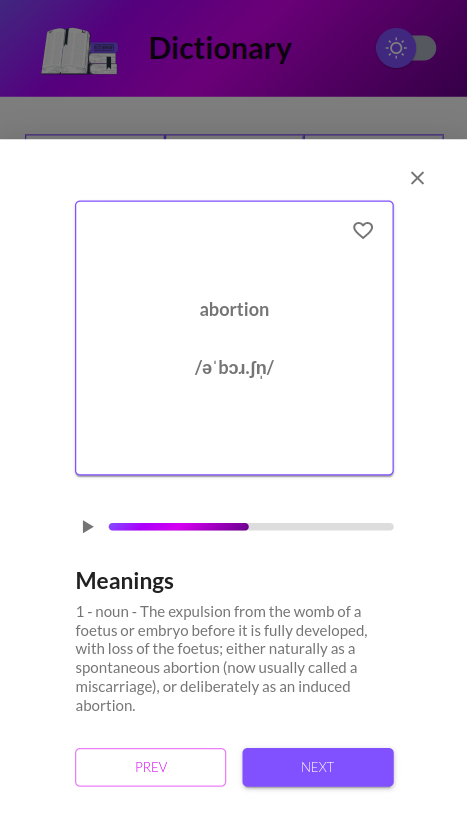 Dictionary
abortion
/əˈbɔɹ.ʃn̩/
Meanings
1 - noun - The expulsion from the womb of a
foetus or embryo before it is fully developed,
with loss of the foetus; either naturally as a
spontaneous abortion (now usually called a
miscarriage), or deliberately as an induced
abortion.
PREV
NEXT